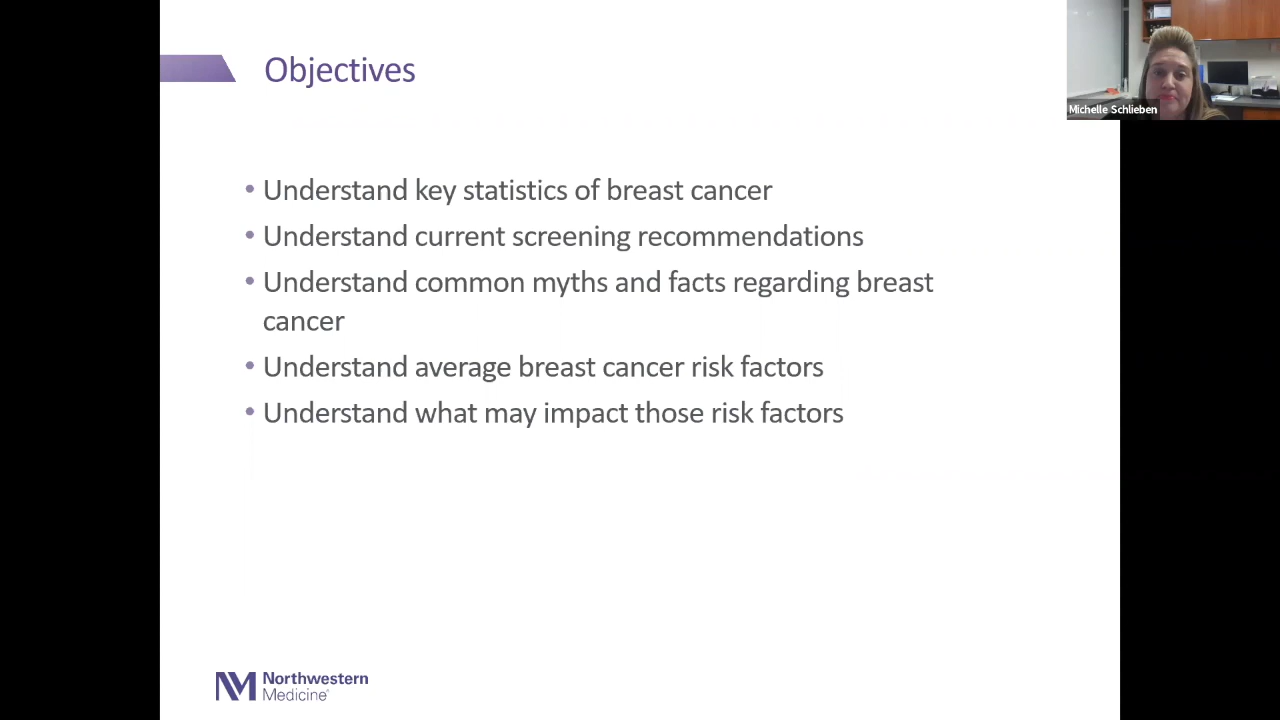 Objectives
Michelle Schlieben
• Understand key statistics of breast cancer
• Understand current screening recommendations
• Understand common myths and facts regarding breast
cancer
• Understand average breast cancer risk factors
• Understand what may impact those risk factors
NM Northwestern
Medicine®